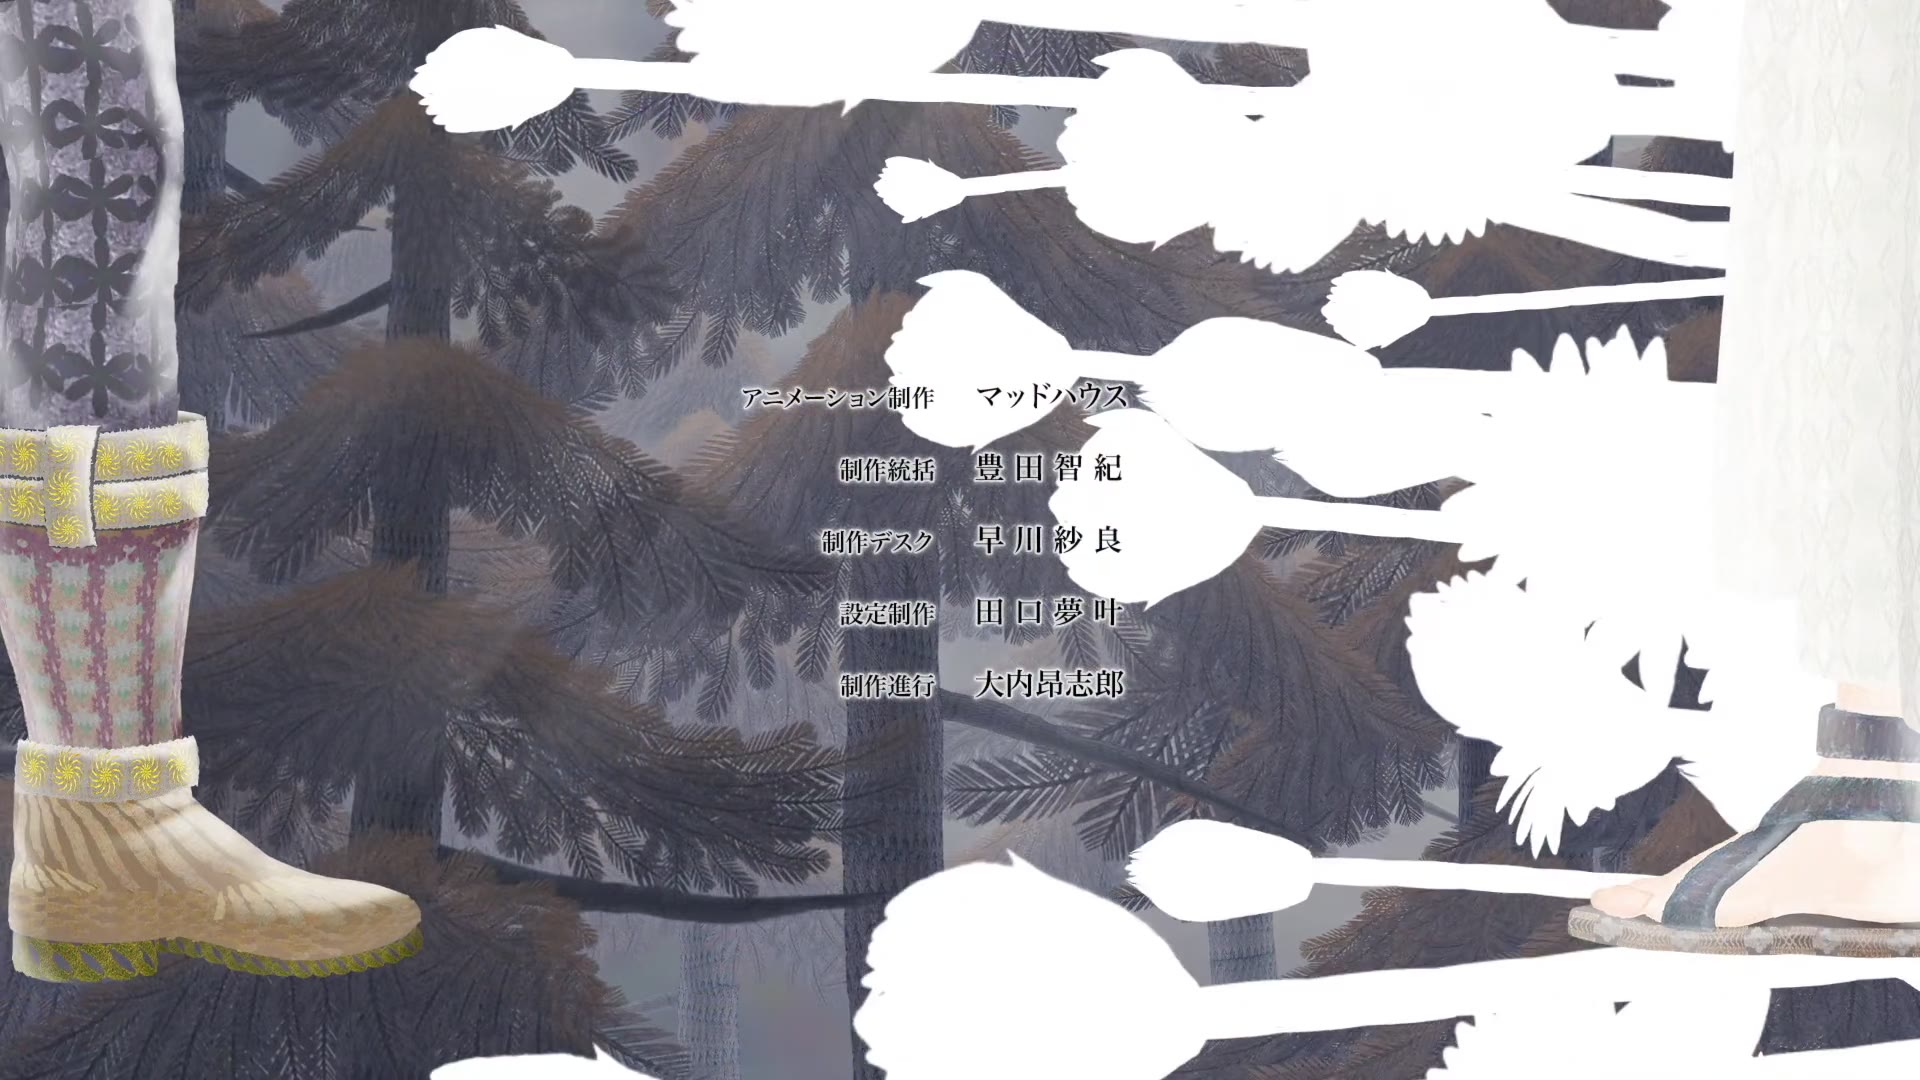 アニメーション制作 マッドハウス
制作統括 豊田智紀
制作デスク 早川紗良
設定制作 田口夢叶
制作進行 大内昂志郎